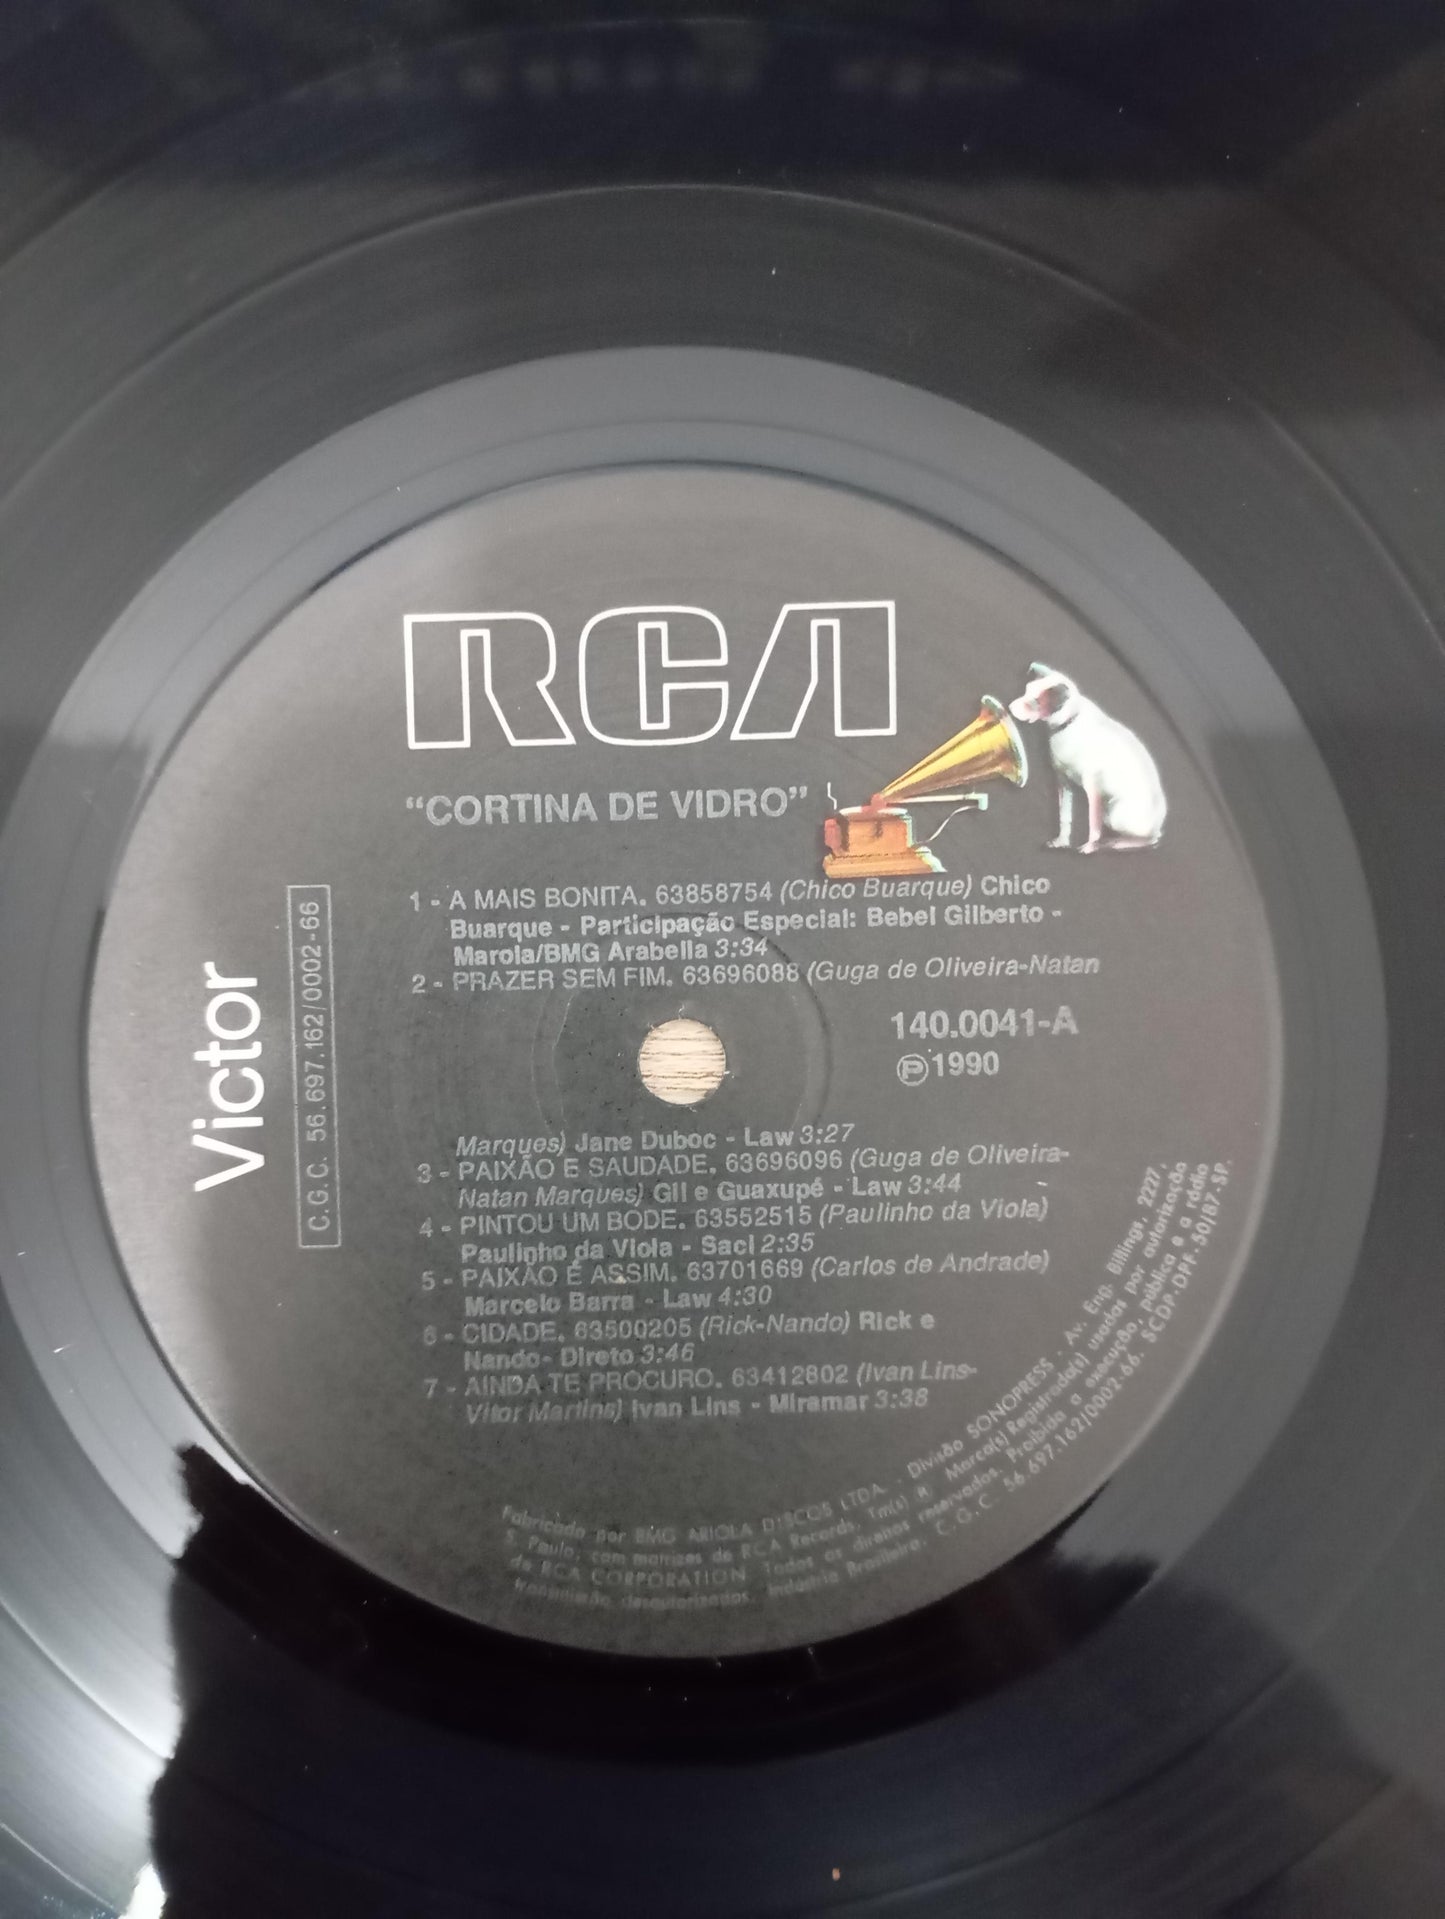 RCA
"CORTINA DE VIDRO"
1 - A MAIS BONITA. 63858754 (Chico Buarque) Chico
Buarque - Participação Especial: Bebel Gilberto -
Marola/BMG Arabella 3:34
2 - PRAZER SEM FIM. 63696088 (Guga de Oliveira-Natan
140.0041-A
Ⓟ1990
Marques) Jane Duboc - Law 3:27
3 - PAIXÃO E SAUDADE. 63696096 (Guga de Oliveira-
Natan Marques) Gil e Guaxupé - Law 3:44
4 - PINTOU UM BODE. 63552515 (Paulinho da Viola)
Paulinho da Viola - Saci 2:35
5 - PAIXÃO É ASSIM. 63701669 (Carlos de Andrade)
Marcelo Barra - Law 4:30
6 - CIDADE. 63500205 (Rick-Nando) Rick e
Nando- Direto 3:46
7 - AINDA TE PROCURO. 63412802 (Ivan Lins-
Vitor Martins) Ivan Lins - Miramar 3:38
Victor
C.G.C. 56.697.162/0002-66
Fabricado por BMG ARIOLA DISCOS LTDA. - Divisão SONOPRESS - Av. Eng. Billings, 2227,
S. Paulo, com matrizes de RCA Records, Tm(s) ® Marca(s) Registrada(s) usadas por autorização
de RCA CORPORATION. Todos os direitos reservados. Proibida a execução, pública e a rádio
transmissão desautorizadas. Indústria Brasileira. C.G.C. 56.697.162/0002-66. SCDP-DPF-50/87-SP.